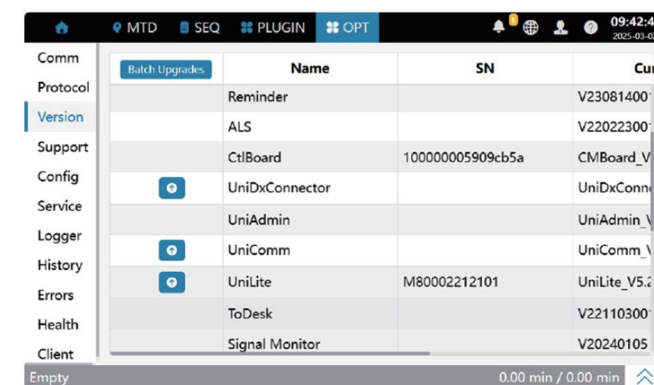 MTD SEQ PLUGIN OPT 1 09:42:4
2025-03-0
Comm
Protocol
Version
Support
Config
Service
Logger
History
Errors
Health
Client
Batch Upgrades Name SN Cu
Reminder V23081400
ALS V22022300
CtlBoard 100000005909cb5a CMBoard_V
UniDxConnector UniDxConn
UniAdmin UniAdmin_V
UniComm UniComm_V
UniLite M80002212101 UniLite_V5.2
ToDesk V22110300
Signal Monitor V20240105
Empty 0.00 min / 0.00 min